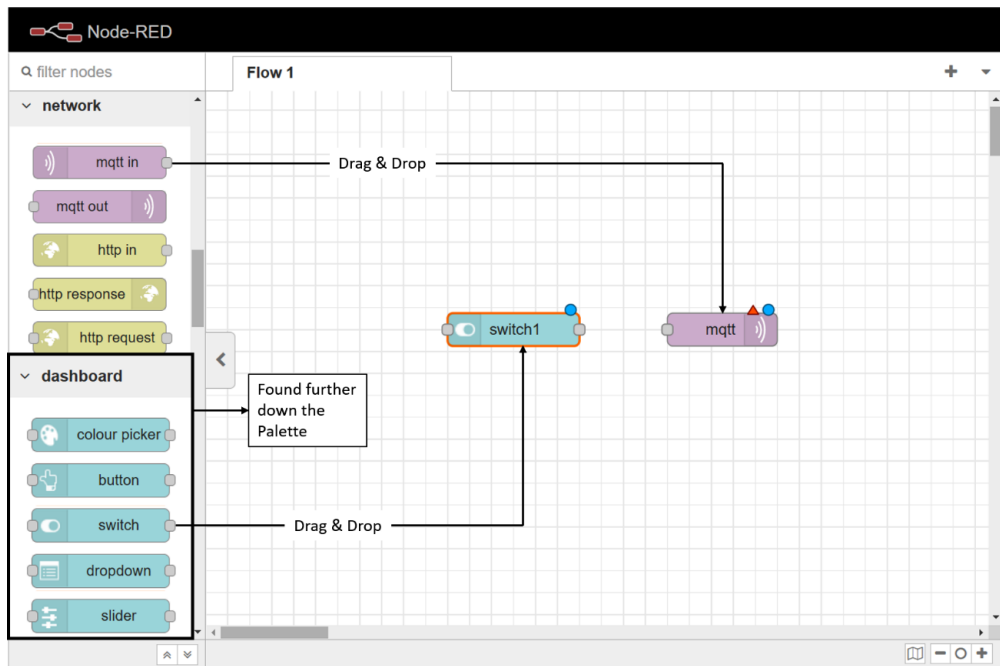 Node-RED
filter nodes
Flow 1
network
mqtt in
Drag & Drop
mqtt out
http in
http response
http request
switch1
mqtt
dashboard
Found further
down the
Palette
colour picker
button
switch
Drag & Drop
dropdown
slider